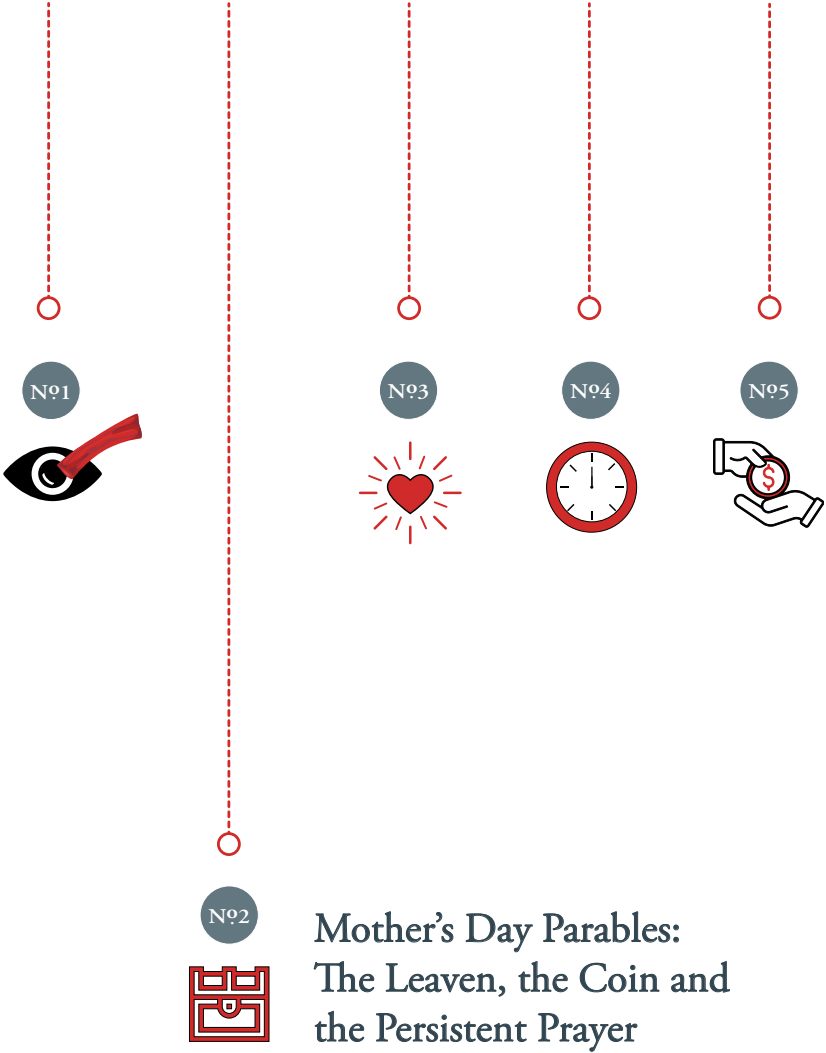 Nº1
Nº3
Nº4
Nº5
$
Nº2
Mother’s Day Parables:
The Leaven, the Coin and
the Persistent Prayer